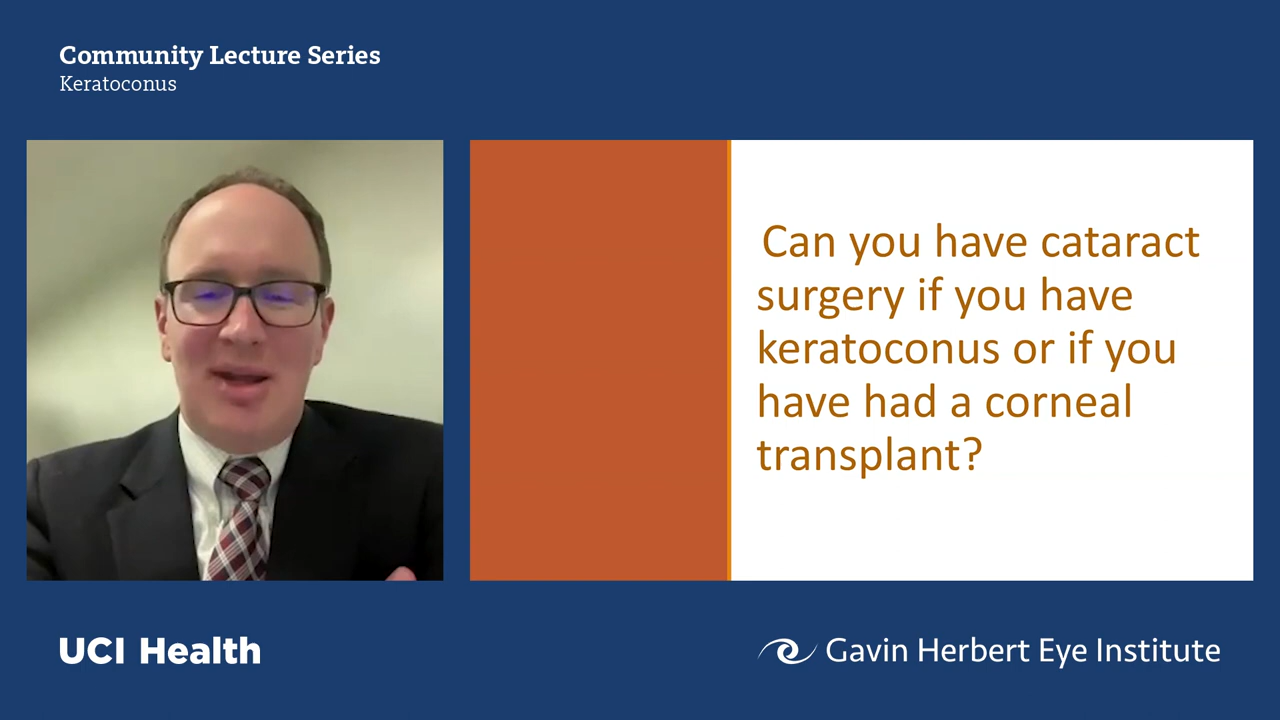 Community Lecture Series
Keratoconus
Can you have cataract
surgery if you have
keratoconus or if you
have had a corneal
transplant?
UCI Health
Gavin Herbert Eye Institute